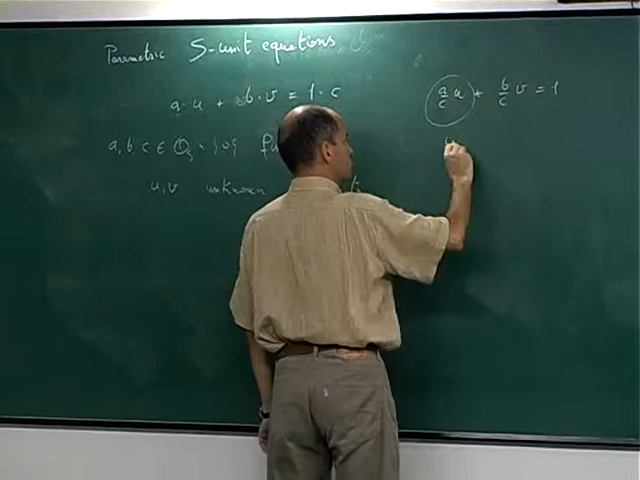 Parametric S-unit equations
a · u + b · v = 1 · c
a, b, c ∈ Q \ {0}
u, v unknown
a/c u + b/c v = 1